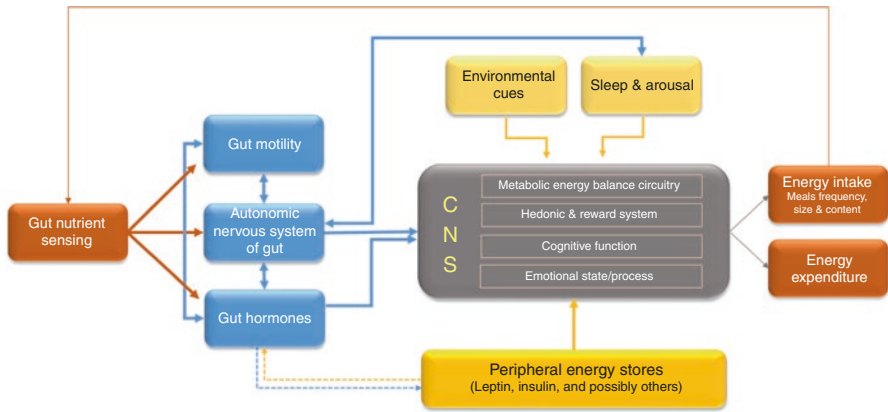 Environmental
cues
Sleep & arousal
Gut motility
Gut nutrient
sensing
Autonomic
nervous system
of gut
Gut hormones
C
N
S
Metabolic energy balance circuitry
Hedonic & reward system
Cognitive function
Emotional state/process
Energy intake
Meals frequency,
size & content
Energy
expenditure
Peripheral energy stores
(Leptin, insulin, and possibly others)